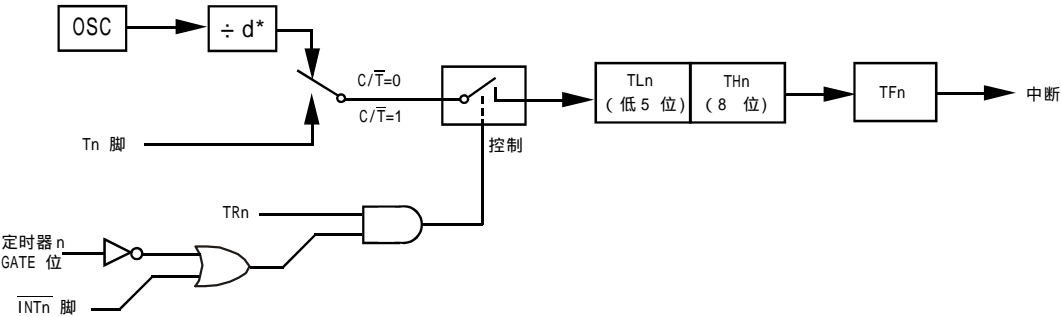 OSC
÷ d*
C/T̅=0
C/T̅=1
Tn 脚
控制
TLn
(低5 位)
THn
(8 位)
TFn
中断
TRn
定时器n
GATE 位
I̅N̅T̅n̅ 脚